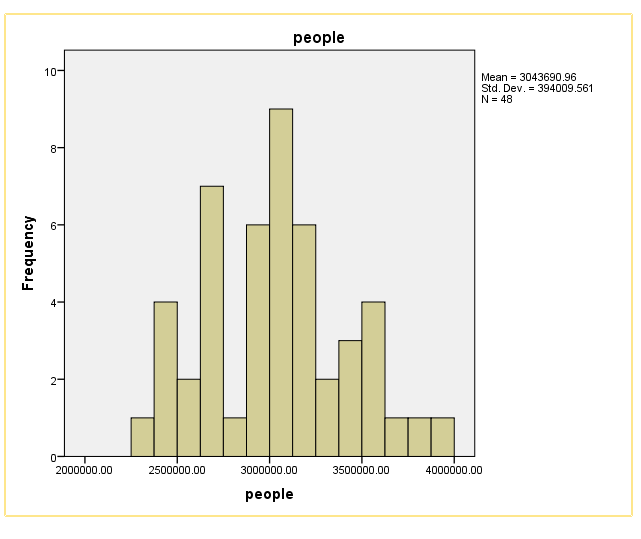 people
Mean = 3043690.96
Std. Dev. = 394009.561
N = 48
10
8
6
4
2
0
Frequency
2000000.00 2500000.00 3000000.00 3500000.00 4000000.00
people